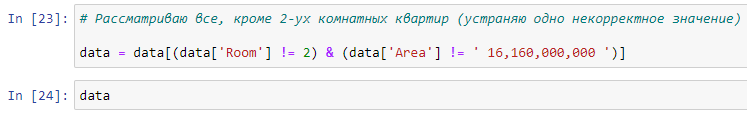 In [23]: # Рассматриваю все, кроме 2-ух комнатных квартир (устраняю одно некорректное значение)
data = data[(data['Room'] != 2) & (data['Area'] != ' 16,160,000,000 ')]
In [24]: data